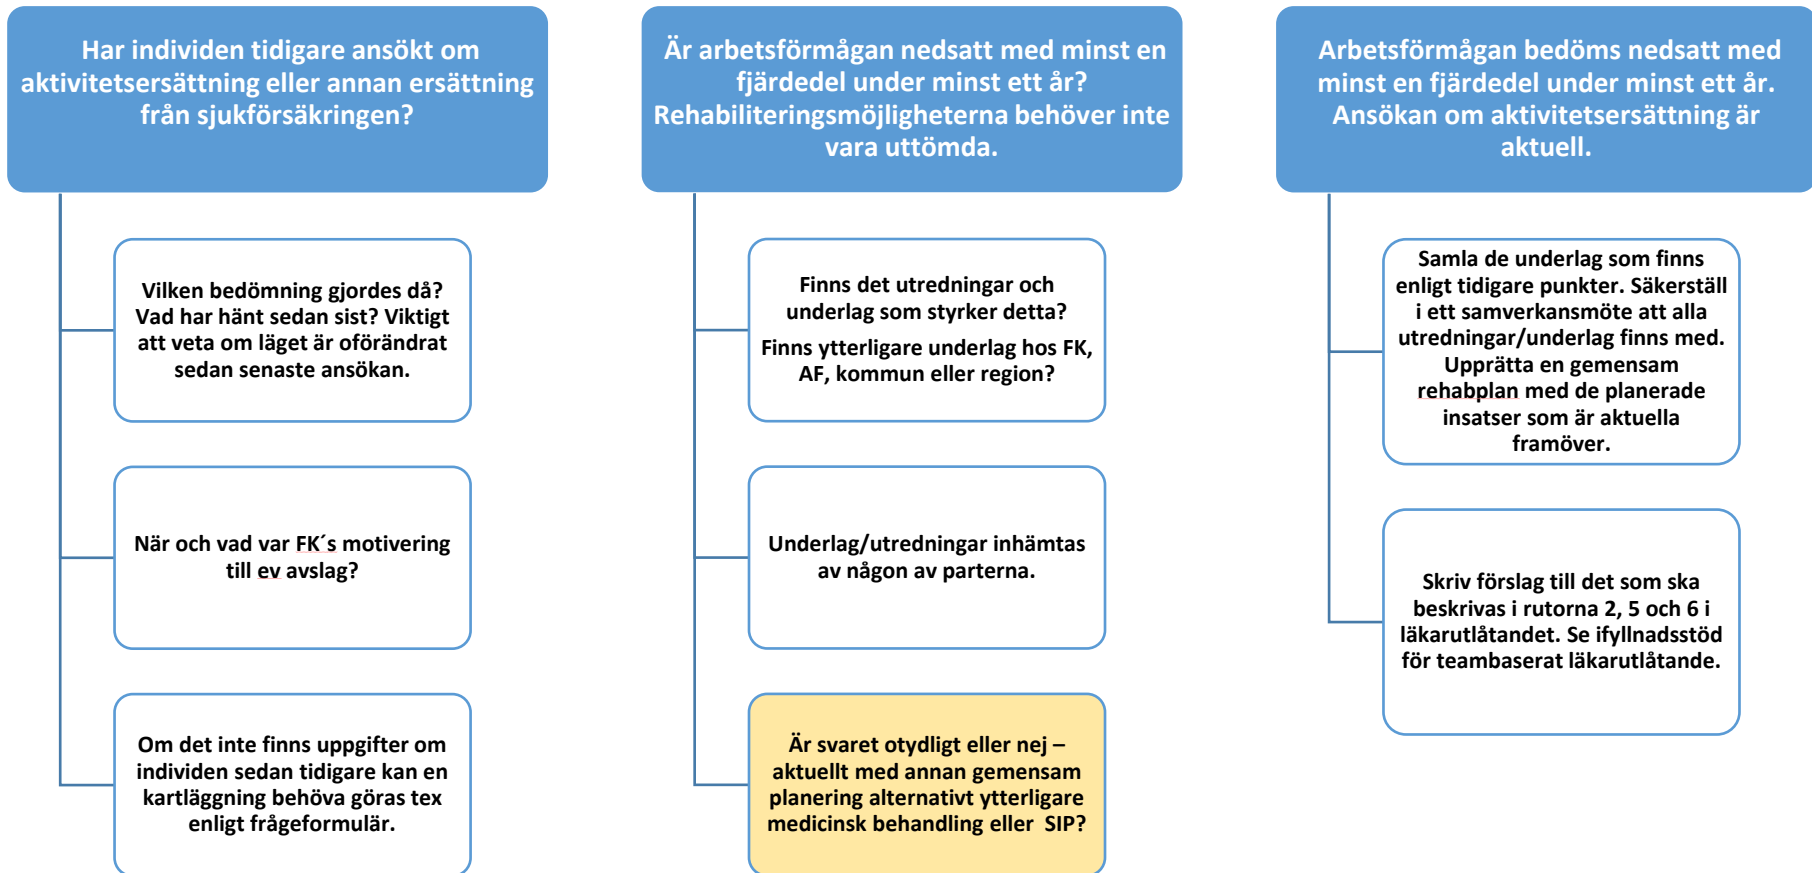 Har individen tidigare ansökt om
aktivitetsersättning eller annan ersättning
från sjukförsäkringen?
Vilken bedömning gjordes då?
Vad har hänt sedan sist? Viktigt
att veta om läget är oförändrat
sedan senaste ansökan.
När och vad var FK´s motivering
till ev avslag?
Om det inte finns uppgifter om
individen sedan tidigare kan en
kartläggning behöva göras tex
enligt frågeformulär.
Är arbetsförmågan nedsatt med minst en
fjärdedel under minst ett år?
Rehabiliteringsmöjligheterna behöver inte
vara uttömda.
Finns det utredningar och
underlag som styrker detta?
Finns ytterligare underlag hos FK,
AF, kommun eller region?
Underlag/utredningar inhämtas
av någon av parterna.
Är svaret otydligt eller nej –
aktuellt med annan gemensam
planering alternativt ytterligare
medicinsk behandling eller  SIP?
Arbetsförmågan bedöms nedsatt med
minst en fjärdedel under minst ett år.
Ansökan om aktivitetsersättning är
aktuell.
Samla de underlag som finns
enligt tidigare punkter. Säkerställ
i ett samverkansmöte att alla
utredningar/underlag finns med.
Upprätta en gemensam
rehabplan med de planerade
insatser som är aktuella
framöver.
Skriv förslag till det som ska
beskrivas i rutorna 2, 5 och 6 i
läkarutlåtandet. Se ifyllnadsstöd
för teambaserat läkarutlåtande.